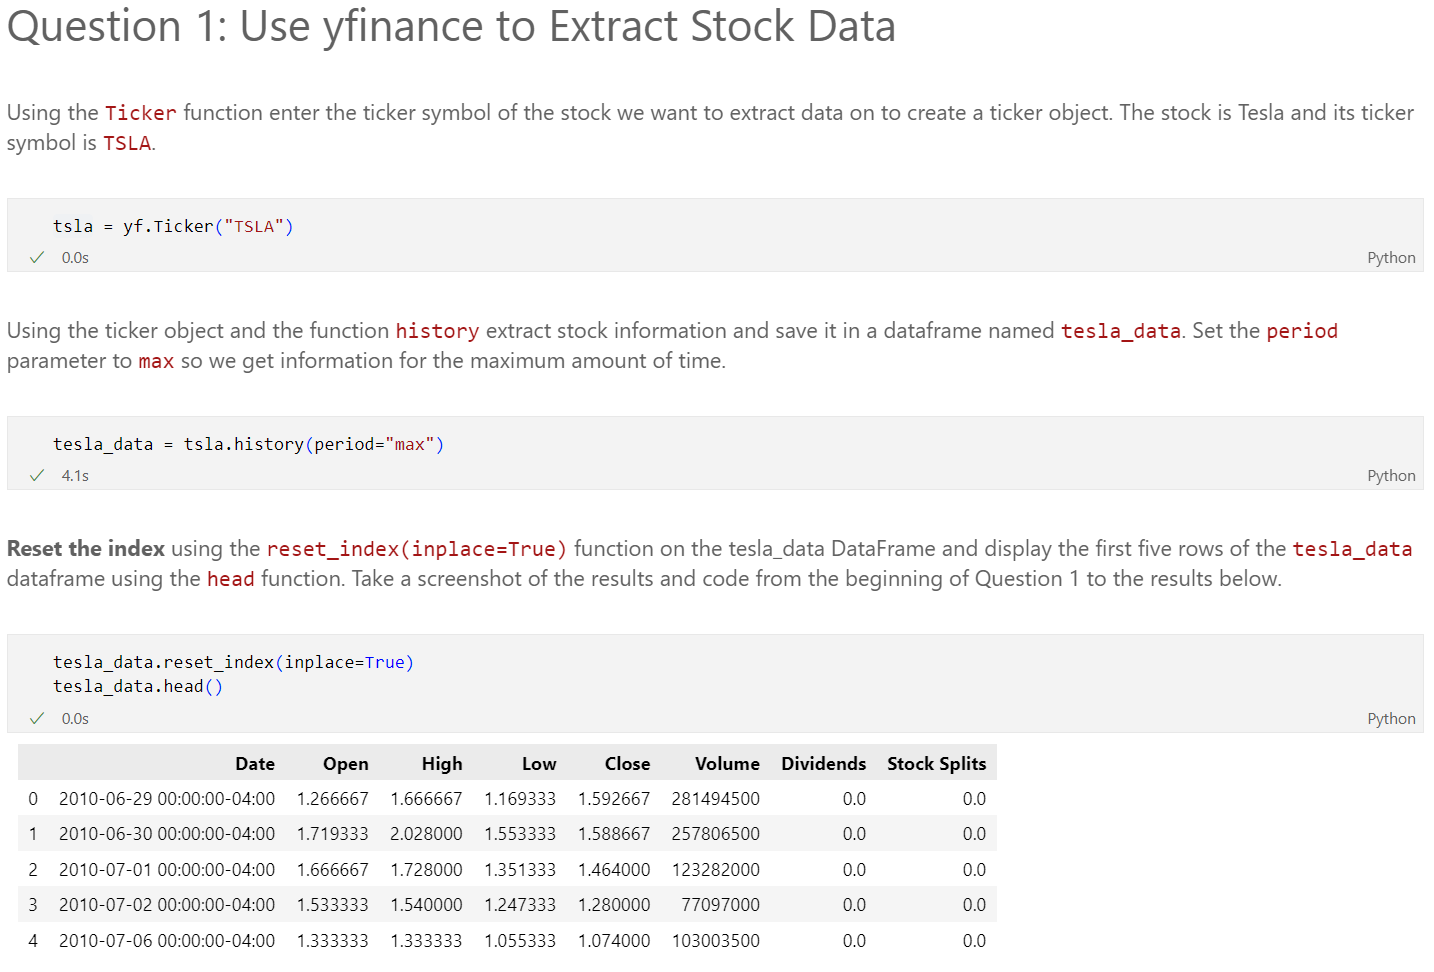 Question 1: Use yfinance to Extract Stock Data
Using the Ticker function enter the ticker symbol of the stock we want to extract data on to create a ticker object. The stock is Tesla and its ticker
symbol is TSLA.
tsla = yf.Ticker("TSLA")
0.0s Python
Using the ticker object and the function history extract stock information and save it in a dataframe named tesla_data. Set the period
parameter to max so we get information for the maximum amount of time.
tesla_data = tsla.history(period="max")
4.1s Python
Reset the index using the reset_index(inplace=True) function on the tesla_data DataFrame and display the first five rows of the tesla_data
dataframe using the head function. Take a screenshot of the results and code from the beginning of Question 1 to the results below.
tesla_data.reset_index(inplace=True)
tesla_data.head()
0.0s Python
Date Open High Low Close Volume Dividends Stock Splits
0 2010-06-29 00:00:00-04:00 1.266667 1.666667 1.169333 1.592667 281494500 0.0 0.0
1 2010-06-30 00:00:00-04:00 1.719333 2.028000 1.553333 1.588667 257806500 0.0 0.0
2 2010-07-01 00:00:00-04:00 1.666667 1.728000 1.351333 1.464000 123282000 0.0 0.0
3 2010-07-02 00:00:00-04:00 1.533333 1.540000 1.247333 1.280000 77097000 0.0 0.0
4 2010-07-06 00:00:00-04:00 1.333333 1.333333 1.055333 1.074000 103003500 0.0 0.0